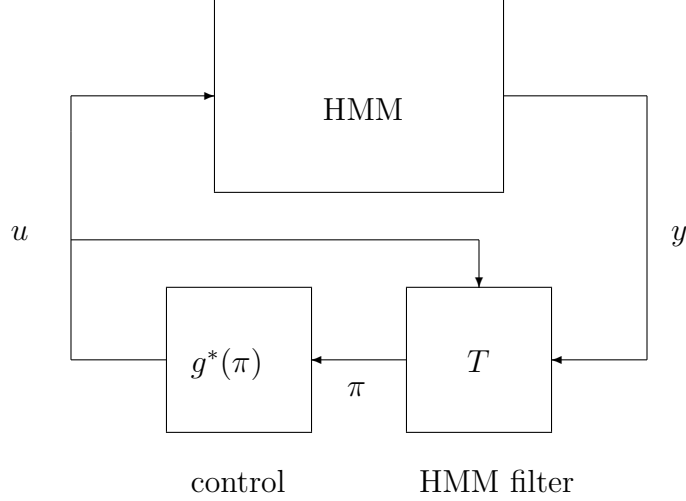 HMM
u
y
g*(π)
T
π
control
HMM filter